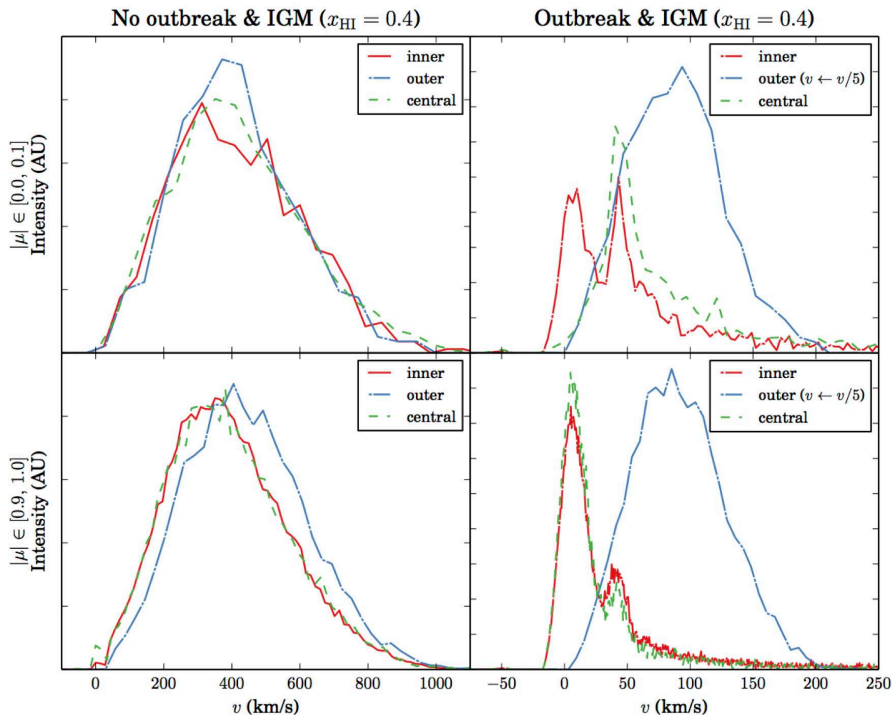 No outbreak & IGM (x_HI = 0.4)
Outbreak & IGM (x_HI = 0.4)
|μ| ∈ [0.0, 0.1]
Intensity (AU)
inner
outer
central
inner
outer (v ← v/5)
central
|μ| ∈ [0.9, 1.0]
Intensity (AU)
inner
outer
central
inner
outer (v ← v/5)
central
0 200 400 600 800 1000
−50 0 50 100 150 200 250
v (km/s)
v (km/s)